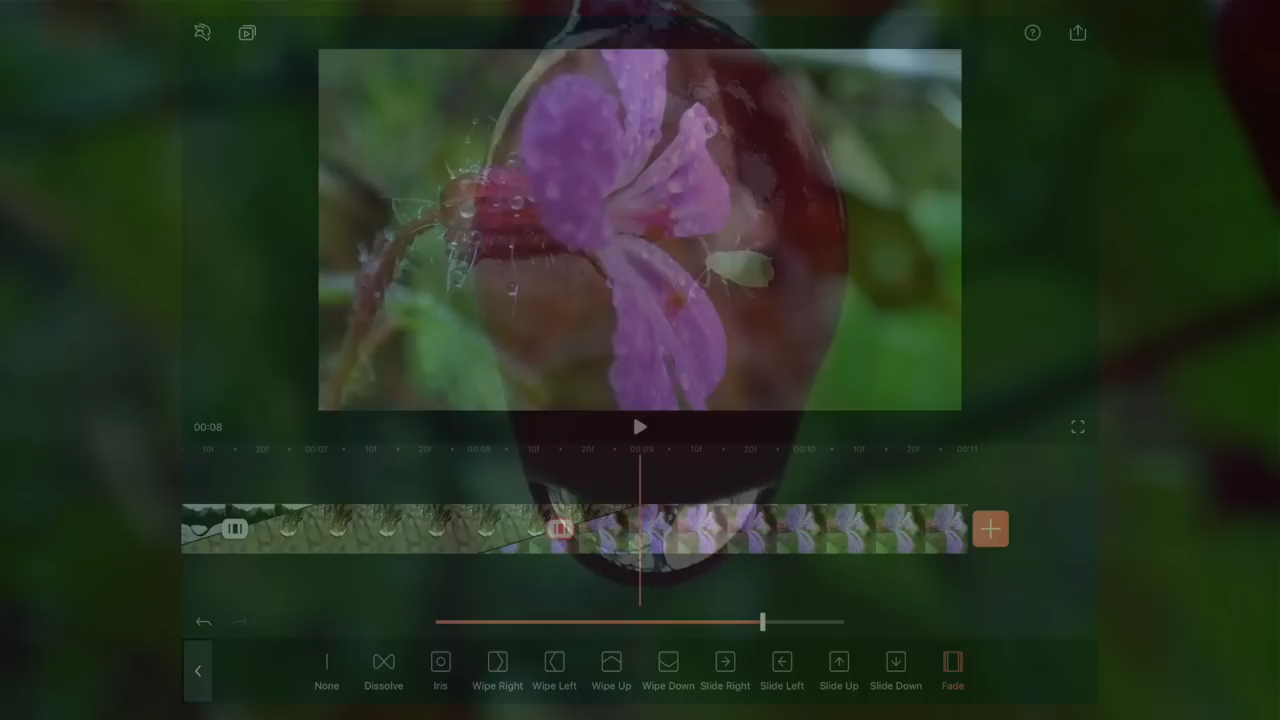 ?
00:08
10f 20f 00:07 10f 20f 00:08 10f 20f 00:09 10f 20f 00:10 10f 20f 00:11
None Dissolve Iris Wipe Right Wipe Left Wipe Up Wipe Down Slide Right Slide Left Slide Up Slide Down Fade